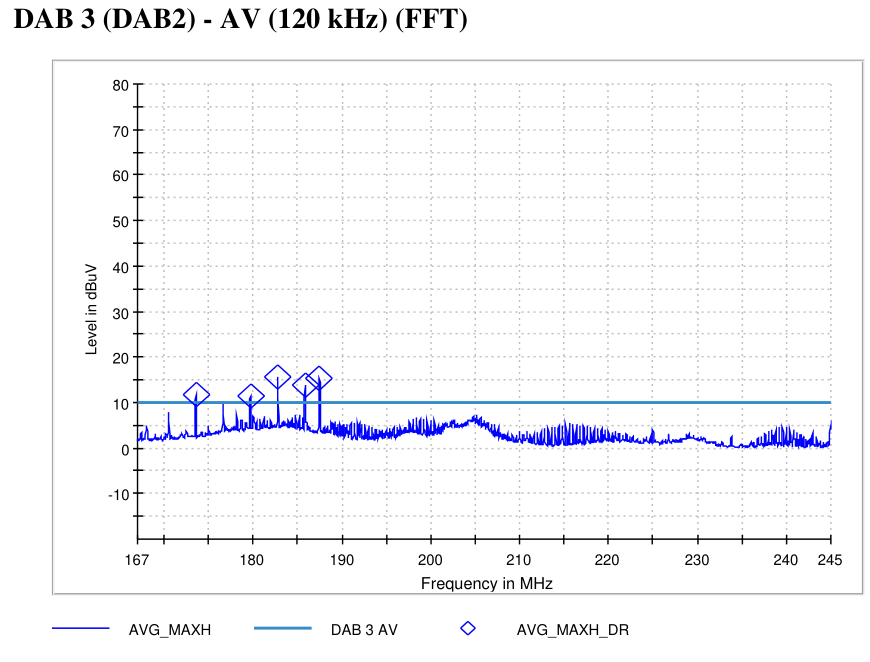 DAB 3 (DAB2) - AV (120 kHz) (FFT)
80
70
60
50
40
30
20
10
0
-10
Level in dBuV
167 180 190 200 210 220 230 240 245
Frequency in MHz
AVG_MAXH DAB 3 AV AVG_MAXH_DR